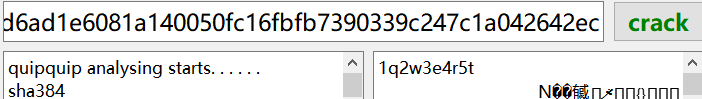 d6ad1e6081a140050fc16fbfb7390339c247c1a042642ec
crack
quipquip analysing starts. . . . . .
sha384
1q2w3e4r5t